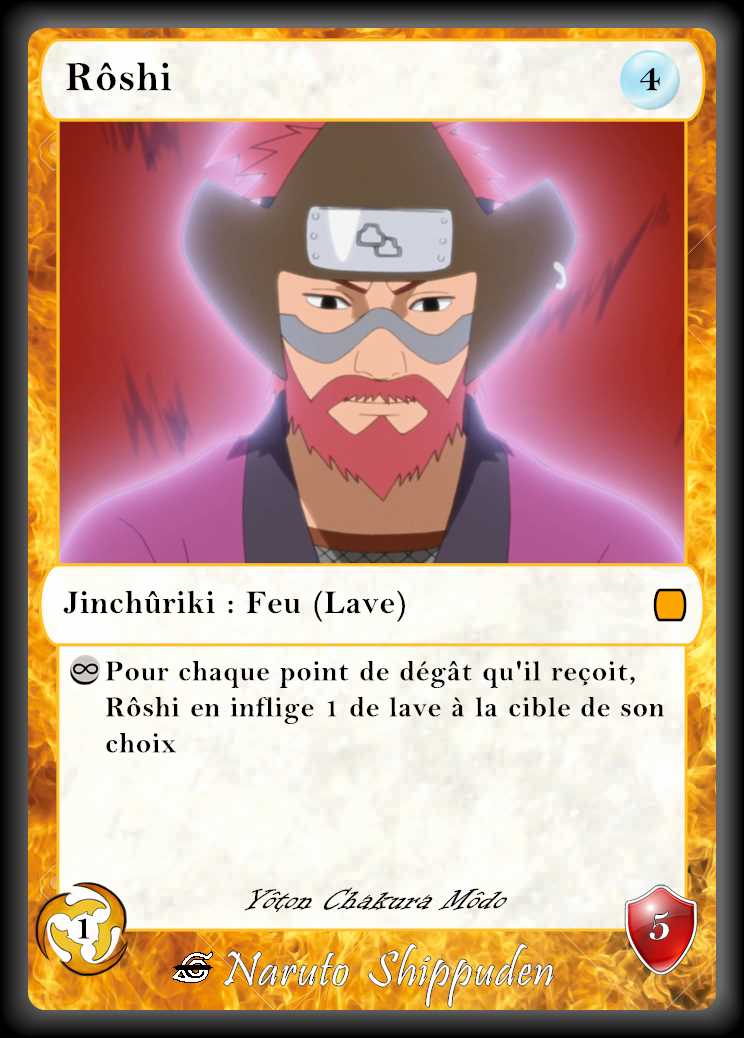 Rôshi
4
Jinchûriki : Feu (Lave)
Pour chaque point de dégât qu'il reçoit,
Rôshi en inflige 1 de lave à la cible de son
choix
Yôton Chakura Môdo
1
5
Naruto Shippuden